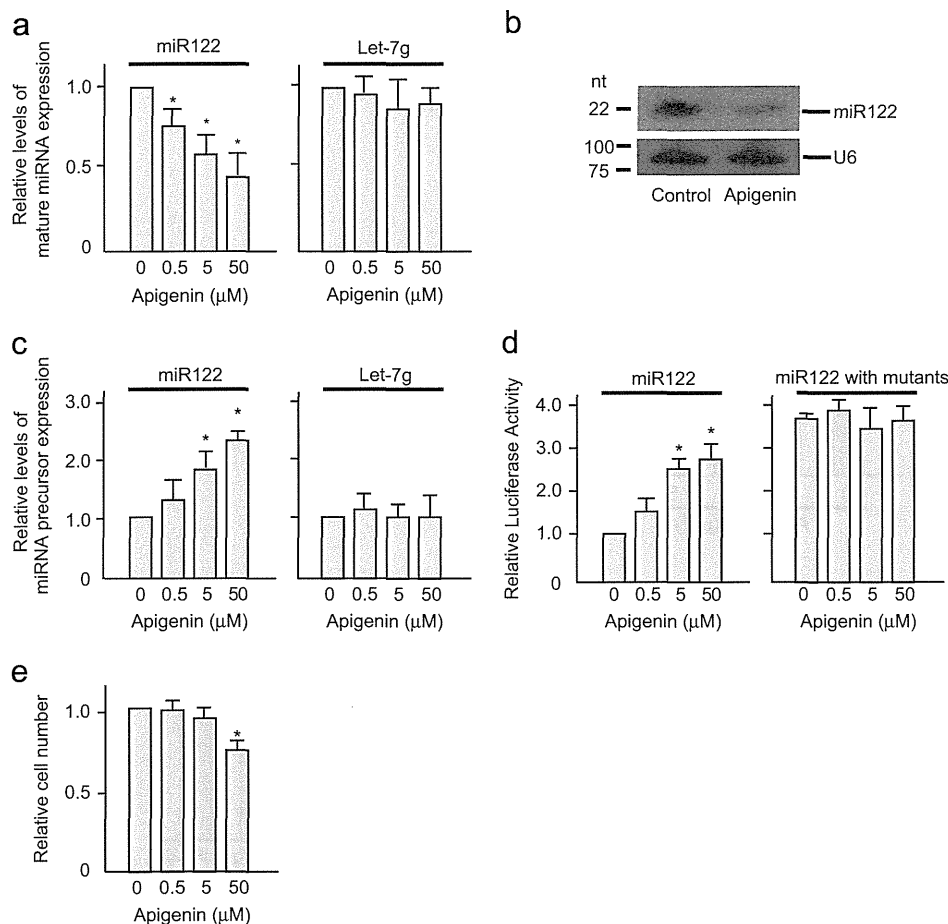 a
miR122
Let-7g
Relative levels of
mature miRNA expression
1.0
0.5
0
0 0.5 5 50
0 0.5 5 50
Apigenin (μM)
Apigenin (μM)
* * *
b
nt
22
miR122
100
75
U6
Control Apigenin
c
miR122
Let-7g
Relative levels of
miRNA precursor expression
3.0
2.0
1.0
0
* *
0 0.5 5 50
0 0.5 5 50
Apigenin (μM)
Apigenin (μM)
d
miR122
miR122 with mutants
Relative Luciferase Activity
4.0
3.0
2.0
1.0
0
* *
0 0.5 5 50
0 0.5 5 50
Apigenin (μM)
Apigenin (μM)
e
Relative cell number
1.0
0.5
0
*
0 0.5 5 50
Apigenin (μM)